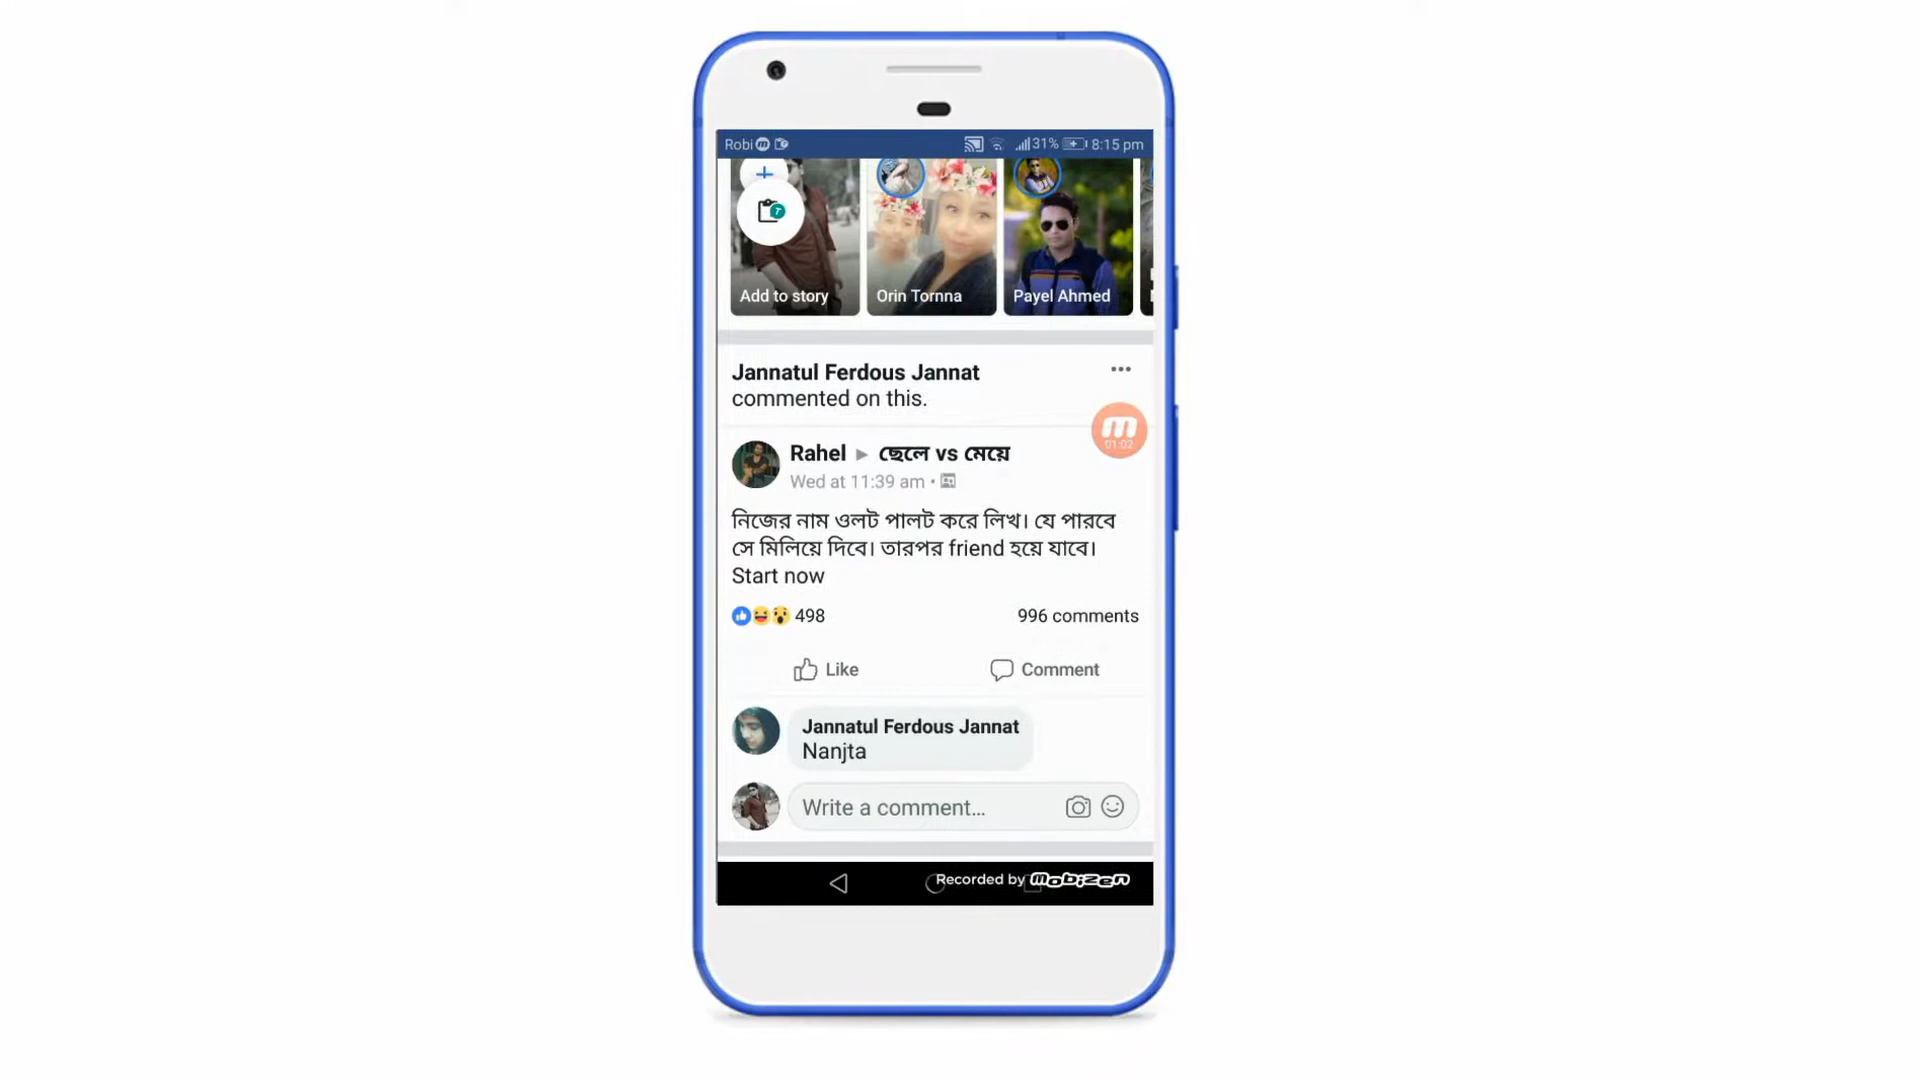 Robi 31% 8:15 pm
Add to story
Orin Tornna
Payel Ahmed
Jannatul Ferdous Jannat
commented on this.
m
01:02
Rahel ▶ ছেলে vs মেয়ে
Wed at 11:39 am •
নিজের নাম ওলট পালট করে লিখ। যে পারবে
সে মিলিয়ে দিবে। তারপর friend হয়ে যাবে।
Start now
498 996 comments
Like Comment
Jannatul Ferdous Jannat
Nanjta
Write a comment...
Recorded by Mobizen